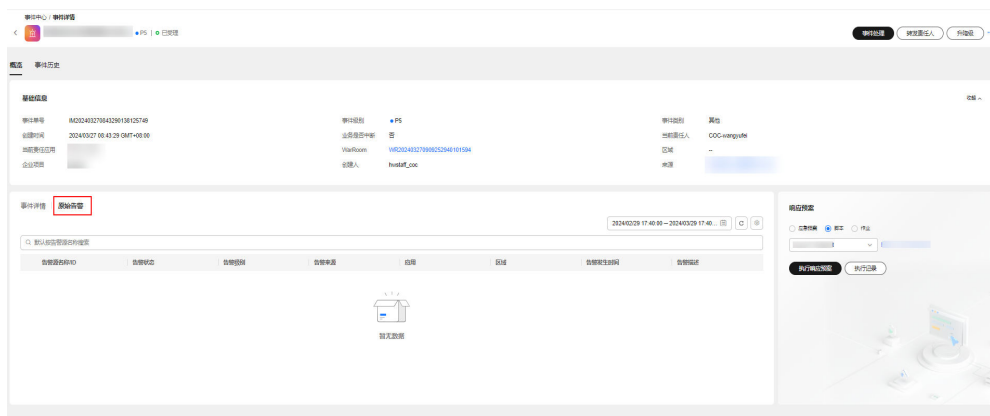 事件中心 / 事件详情
P5 | 已受理
事件处理 转发责任人 升降级
概览 事件历史
基础信息 收缩
事件单号 IM20240327084329013812574​9 事件级别 P5 事件类别 其他
创建时间 2024/03/27 08:43:29 GMT+08:00 业务是否中断 否 当前责任人 COC-wangyufei
当前责任应用 WarRoom WR20240327090925294010159​4 区域 --
企业项目 创建人 hwstaff_coc 来源
事件详情 原始告警
2024/02/29 17:40:00 – 2024/03/29 17:40...
默认按告警源名称搜索
告警源名称/ID 告警状态 告警级别 告警来源 应用 区域 告警发生时间 告警描述
暂无数据
响应预案
应急预案 脚本 作业
执行响应预案 执行记录